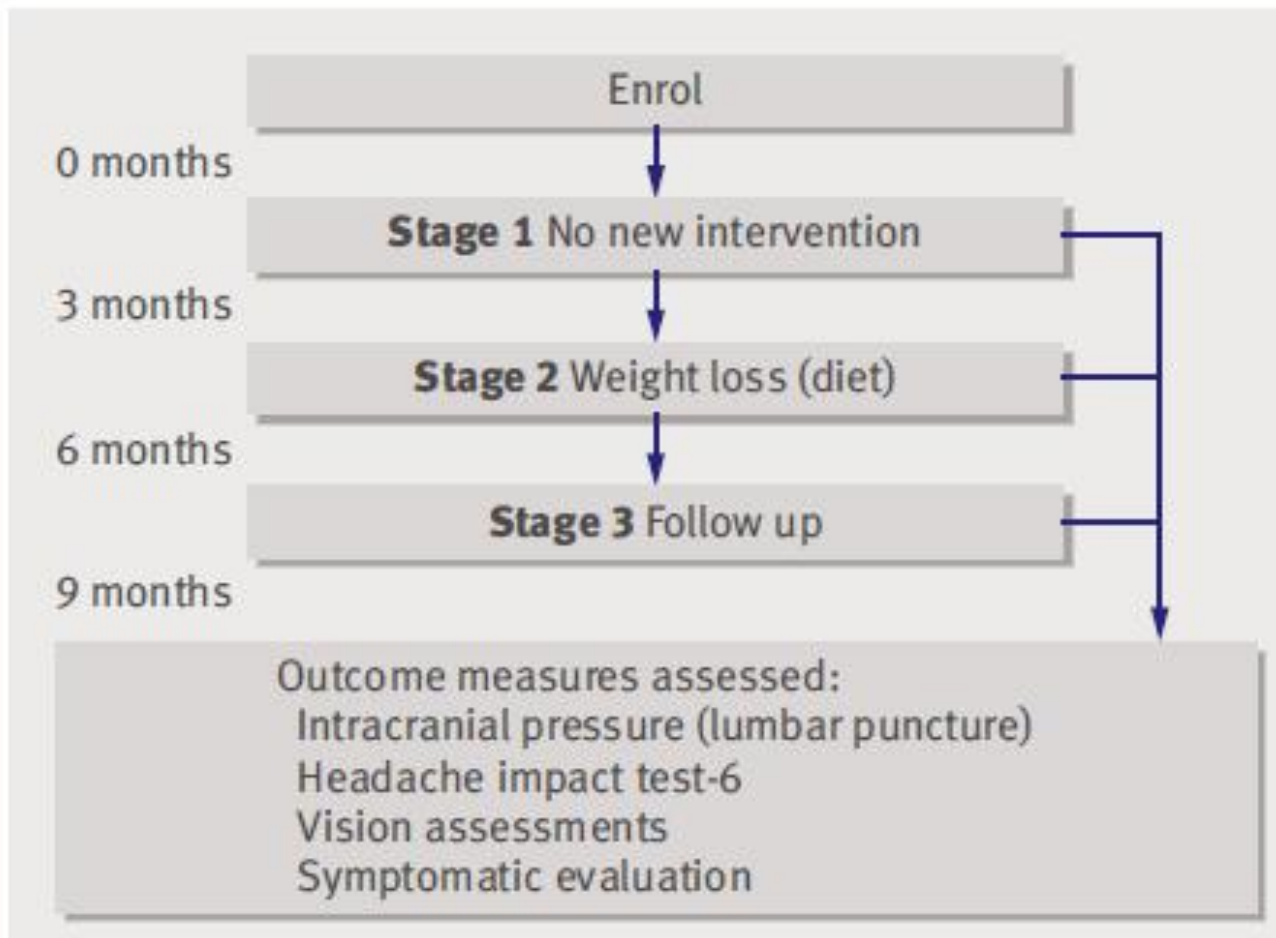 Enrol
0 months
Stage 1 No new intervention
3 months
Stage 2 Weight loss (diet)
6 months
Stage 3 Follow up
9 months
Outcome measures assessed:
Intracranial pressure (lumbar puncture)
Headache impact test-6
Vision assessments
Symptomatic evaluation